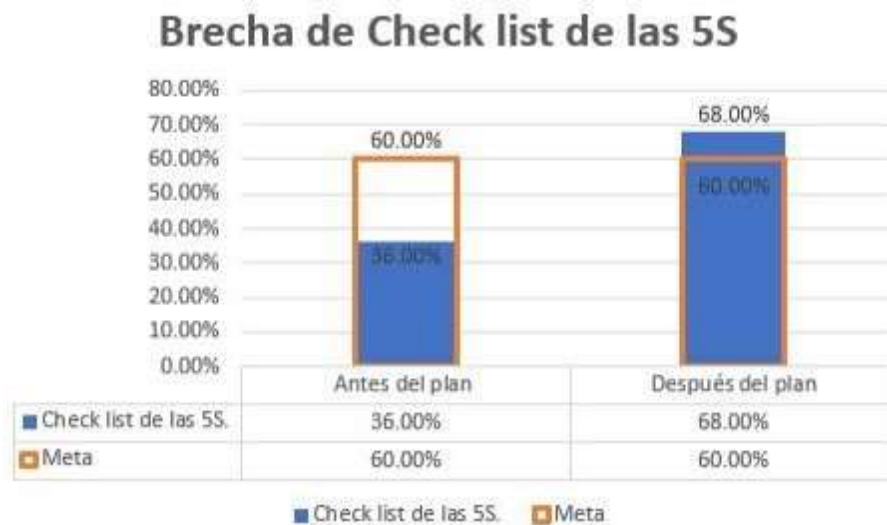 Brecha de Check list de las 5S
80.00%
70.00%
60.00%
50.00%
40.00%
30.00%
20.00%
10.00%
0.00%
60.00%
36.00%
68.00%
60.00%
Antes del plan Después del plan
Check list de las 5S. 36.00% 68.00%
Meta 60.00% 60.00%
Check list de las 5S. Meta